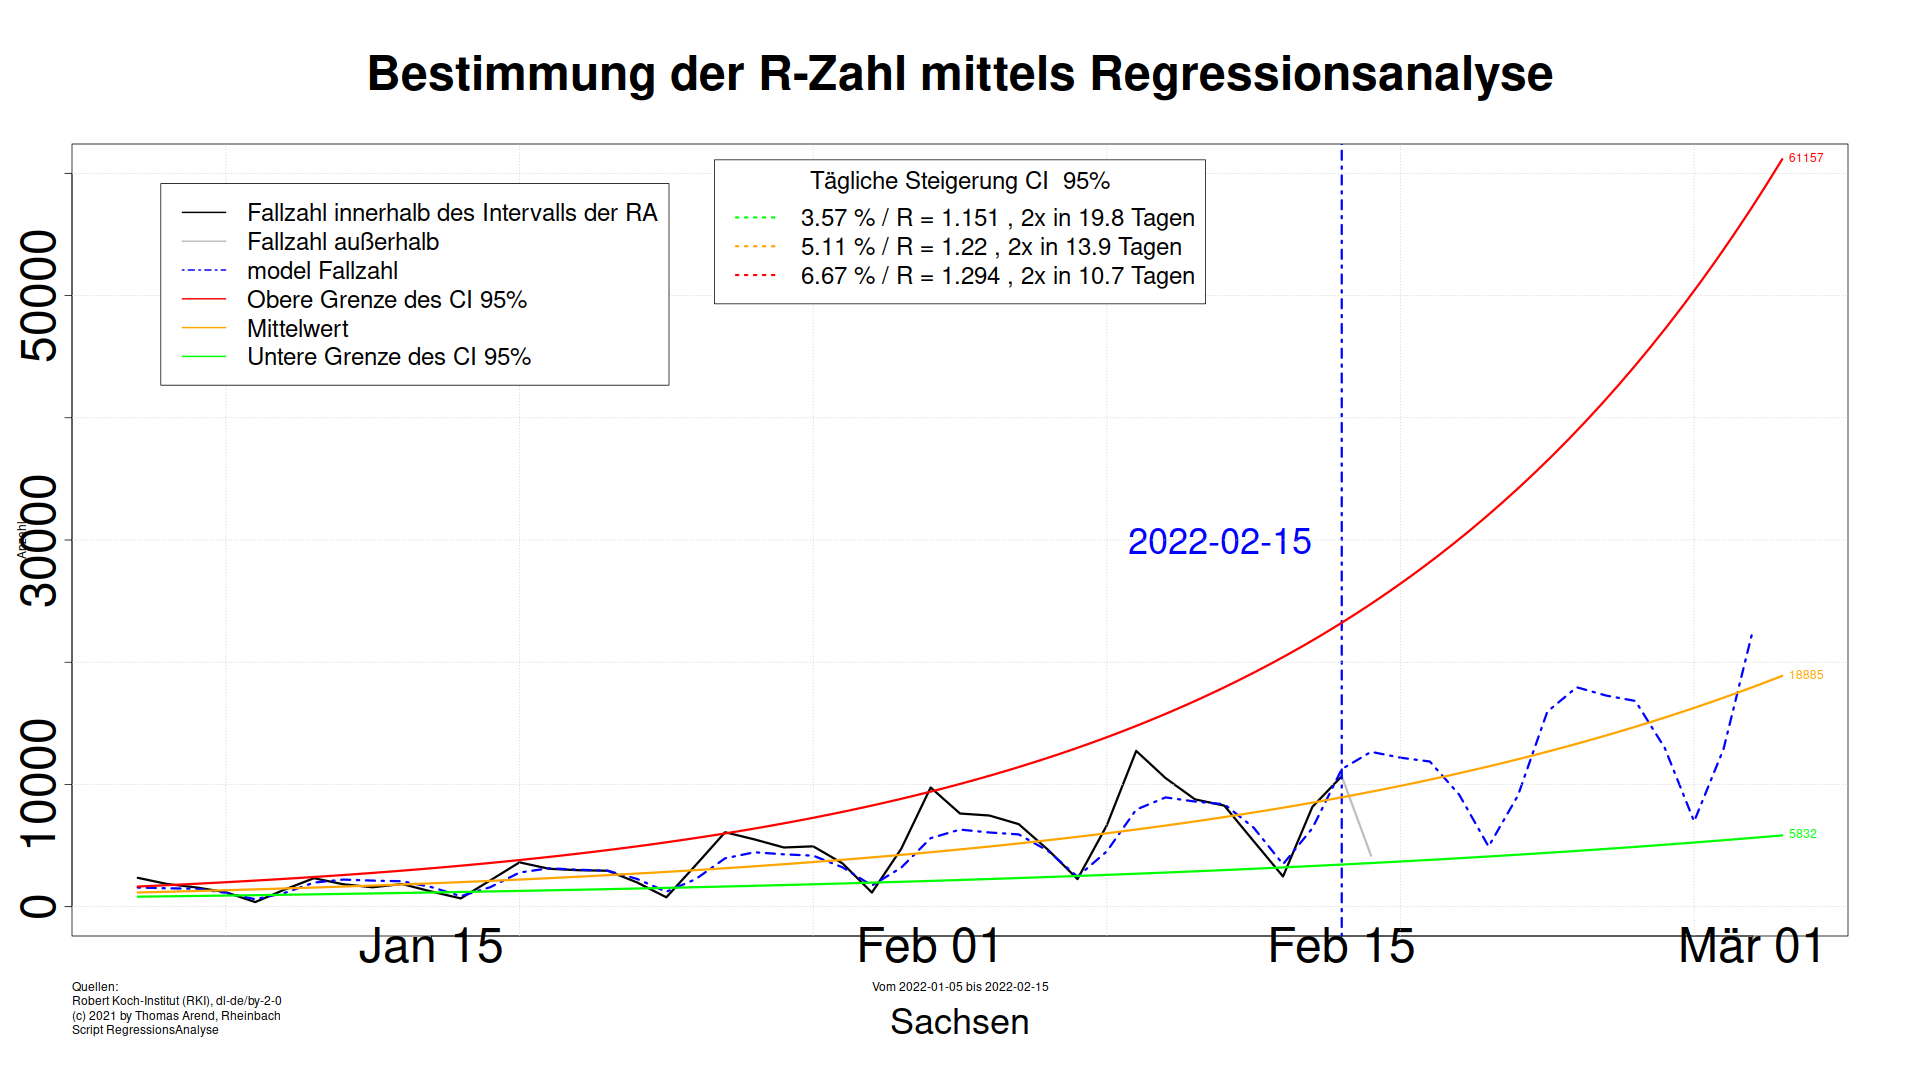 Bestimmung der R-Zahl mittels Regressionsanalyse
Fallzahl innerhalb des Intervalls der RA
Fallzahl außerhalb
model Fallzahl
Obere Grenze des CI 95%
Mittelwert
Untere Grenze des CI 95%
Tägliche Steigerung CI  95%
3.57 % / R = 1.151 , 2x in 19.8 Tagen
5.11 % / R = 1.22 , 2x in 13.9 Tagen
6.67 % / R = 1.294 , 2x in 10.7 Tagen
61157
18885
5832
2022-02-15
50000
30000
10000
0
Anzahl
Jan 15
Feb 01
Feb 15
Mär 01
Quellen:
Robert Koch-Institut (RKI), dl-de/by-2-0
(c) 2021 by Thomas Arend, Rheinbach
Script RegressionsAnalyse
Vom 2022-01-05 bis 2022-02-15
Sachsen